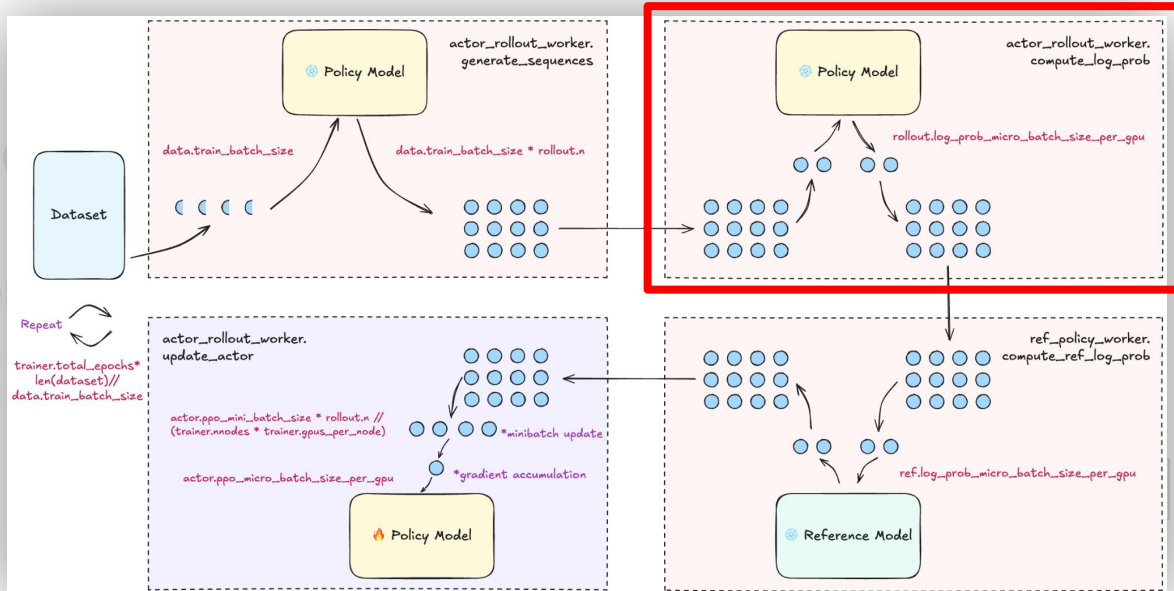 actor_rollout_worker.
generate_sequences
Policy Model
data.train_batch_size
data.train_batch_size * rollout.n
Dataset
actor_rollout_worker.
compute_log_prob
Policy Model
rollout.log_prob_micro_batch_size_per_gpu
Repeat
trainer.total_epochs*
len(dataset)//
data.train_batch_size
actor_rollout_worker.
update_actor
actor.ppo_mini_batch_size * rollout.n //
(trainer.nnodes * trainer.gpus_per_node)
*minibatch update
actor.ppo_micro_batch_size_per_gpu
*gradient accumulation
Policy Model
ref_policy_worker.
compute_ref_log_prob
ref.log_prob_micro_batch_size_per_gpu
Reference Model